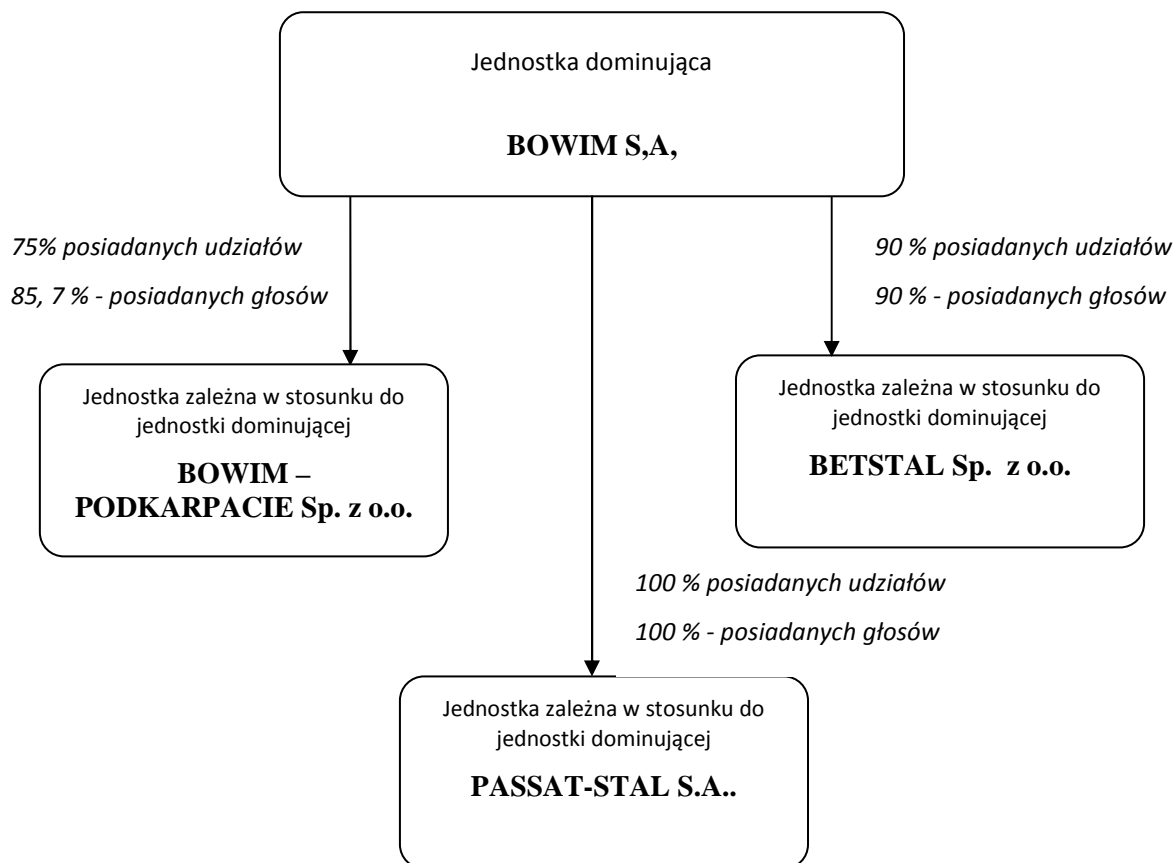 Jednostka dominująca
BOWIM S,A,
75% posiadanych udziałów
85, 7 % - posiadanych głosów
90 % posiadanych udziałów
90 % - posiadanych głosów
Jednostka zależna w stosunku do
jednostki dominującej
BOWIM –
PODKARPACIE Sp. z o.o.
Jednostka zależna w stosunku do
jednostki dominującej
BETSTAL Sp. z o.o.
100 % posiadanych udziałów
100 % - posiadanych głosów
Jednostka zależna w stosunku do
jednostki dominującej
PASSAT-STAL S.A..